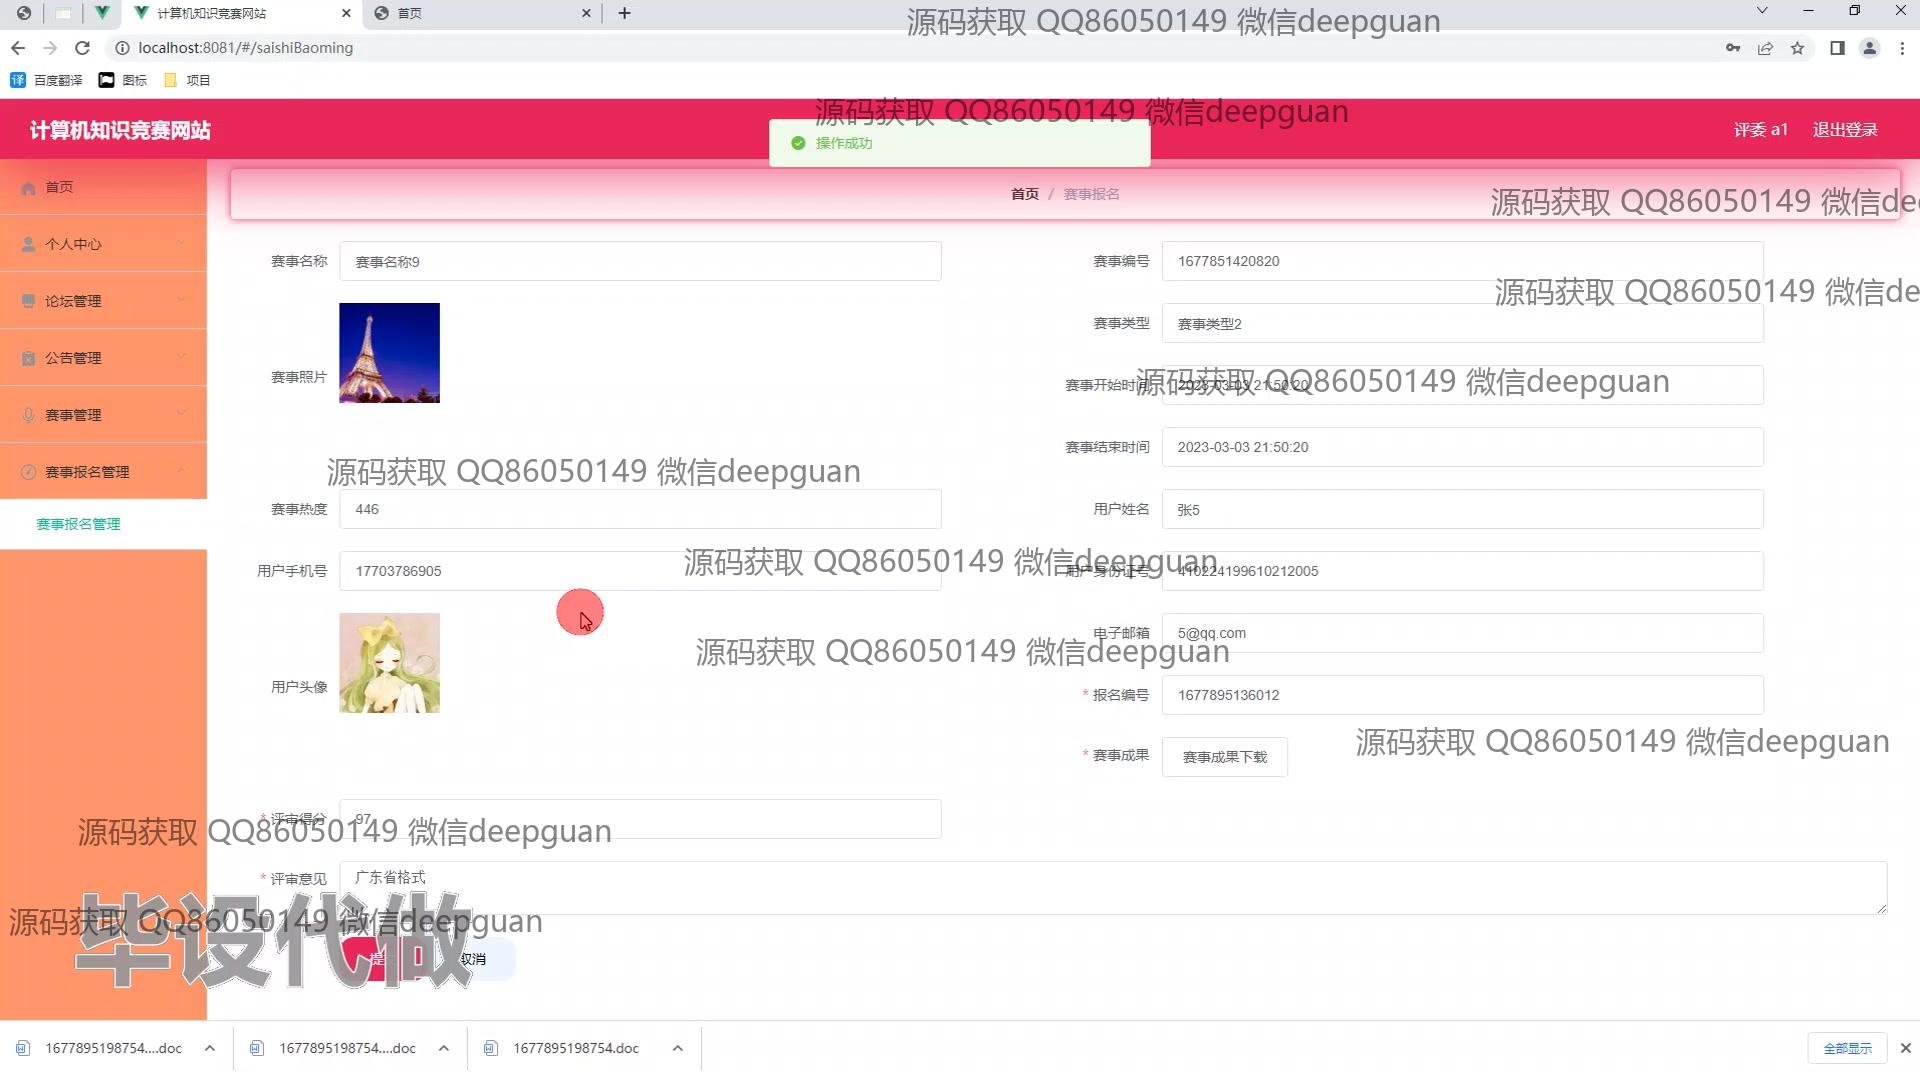 计算机知识竞赛网站
首页
源码获取 QQ86050149 微信deepguan
localhost:8081/#/saishiBaoming
百度翻译
图标
项目
源码获取 QQ86050149 微信deepguan
计算机知识竞赛网站
操作成功
评委 a1
退出登录
首页
首页 / 赛事报名
源码获取 QQ86050149 微信de
个人中心
赛事名称
赛事名称9
赛事编号
1677851420820
论坛管理
源码获取 QQ86050149 微信de
赛事类型
赛事类型2
公告管理
赛事照片
赛事开始时间
2023-03-03 21:50:20
源码获取 QQ86050149 微信deepguan
赛事管理
赛事结束时间
2023-03-03 21:50:20
赛事报名管理
源码获取 QQ86050149 微信deepguan
赛事热度
446
用户姓名
张5
赛事报名管理
用户手机号
17703786905
源码获取 QQ86050149 微信deepguan
用户身份证号
410224199610212005
电子邮箱
5@qq.com
源码获取 QQ86050149 微信deepguan
用户头像
* 报名编号
1677895136012
* 赛事成果
赛事成果下载
源码获取 QQ86050149 微信deepguan
* 评审得分
97
源码获取 QQ86050149 微信deepguan
* 评审意见
广东省格式
源码获取 QQ86050149 微信deepguan
毕设代做
取消
1677895198754....doc
1677895198754....doc
1677895198754.doc
全部显示